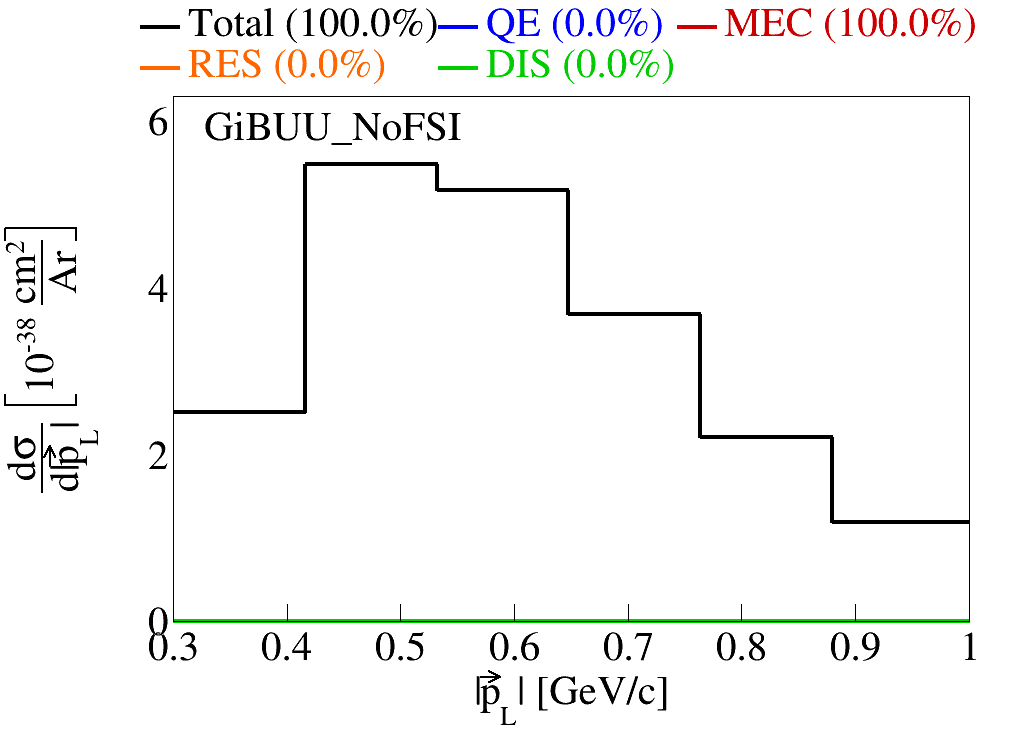 Total (100.0%) QE (0.0%) MEC (100.0%)
RES (0.0%) DIS (0.0%)
GiBUU_NoFSI
6
4
2
0
dσ/d|p⃗_L| [10^-38 cm^2/Ar]
0.3 0.4 0.5 0.6 0.7 0.8 0.9 1
|p⃗_L| [GeV/c]